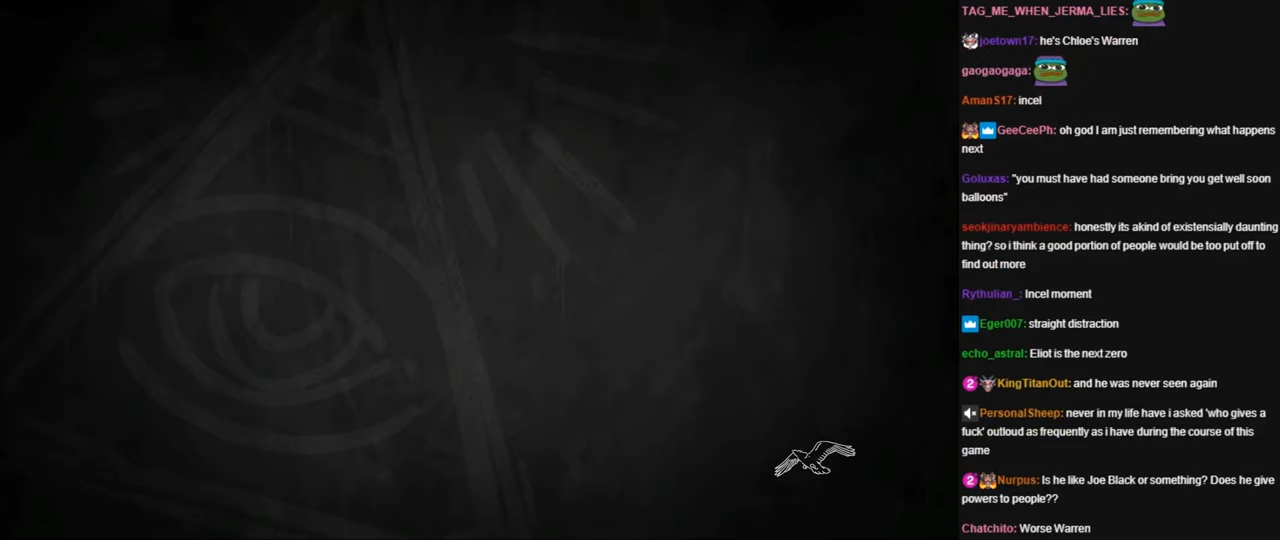 TAG_ME_WHEN_JERMA_LIES:
joetown17: he's Chloe's Warren
gaogaogaga:
AmanS17: incel
GeeCeePh: oh god I am just remembering what happens
next
Goluxas: "you must have had someone bring you get well soon
balloons"
seokjinaryambience: honestly its akind of existensially daunting
thing? so i think a good portion of people would be too put off to
find out more
Rythulian_: Incel moment
Eger007: straight distraction
echo_astral: Eliot is the next zero
2 KingTitanOut: and he was never seen again
PersonalSheep: never in my life have i asked 'who gives a
fuck' outloud as frequently as i have during the course of this
game
2 Nurpus: Is he like Joe Black or something? Does he give
powers to people??
Chatchito: Worse Warren